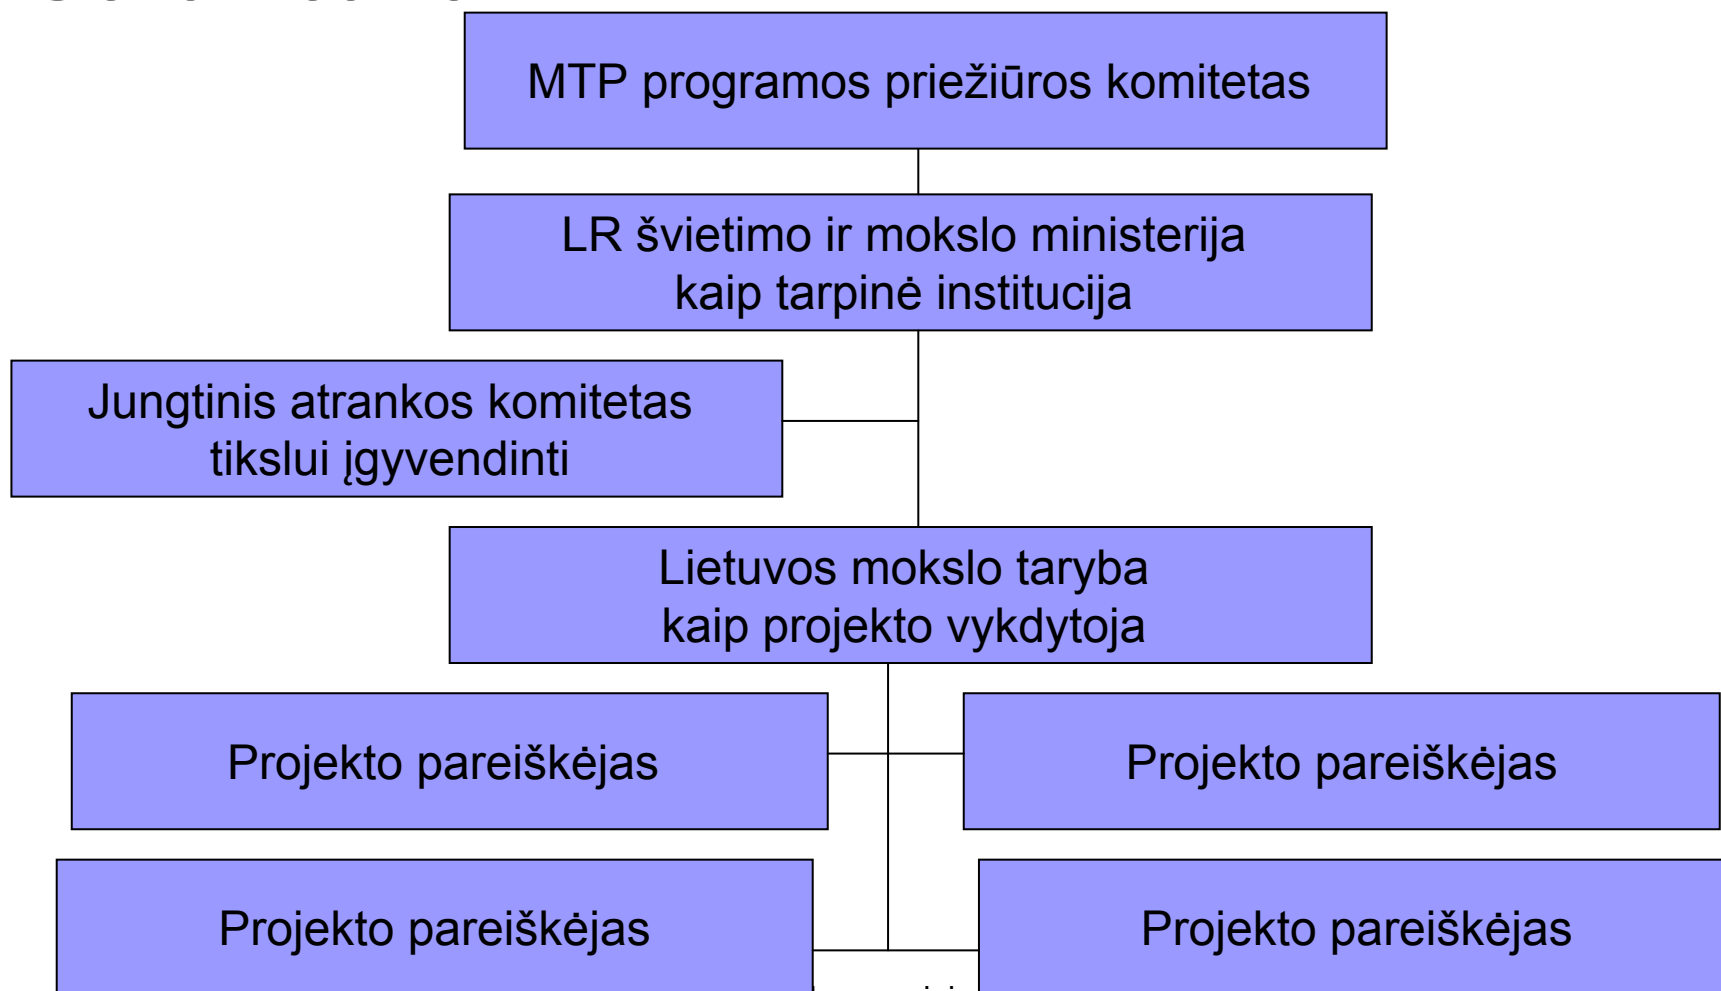 MTP programos priežiūros komitetas
LR švietimo ir mokslo ministerija
kaip tarpinė institucija
Jungtinis atrankos komitetas
tikslui įgyvendinti
Lietuvos mokslo taryba
kaip projekto vykdytoja
Projekto pareiškėjas
Projekto pareiškėjas
Projekto pareiškėjas
Projekto pareiškėjas